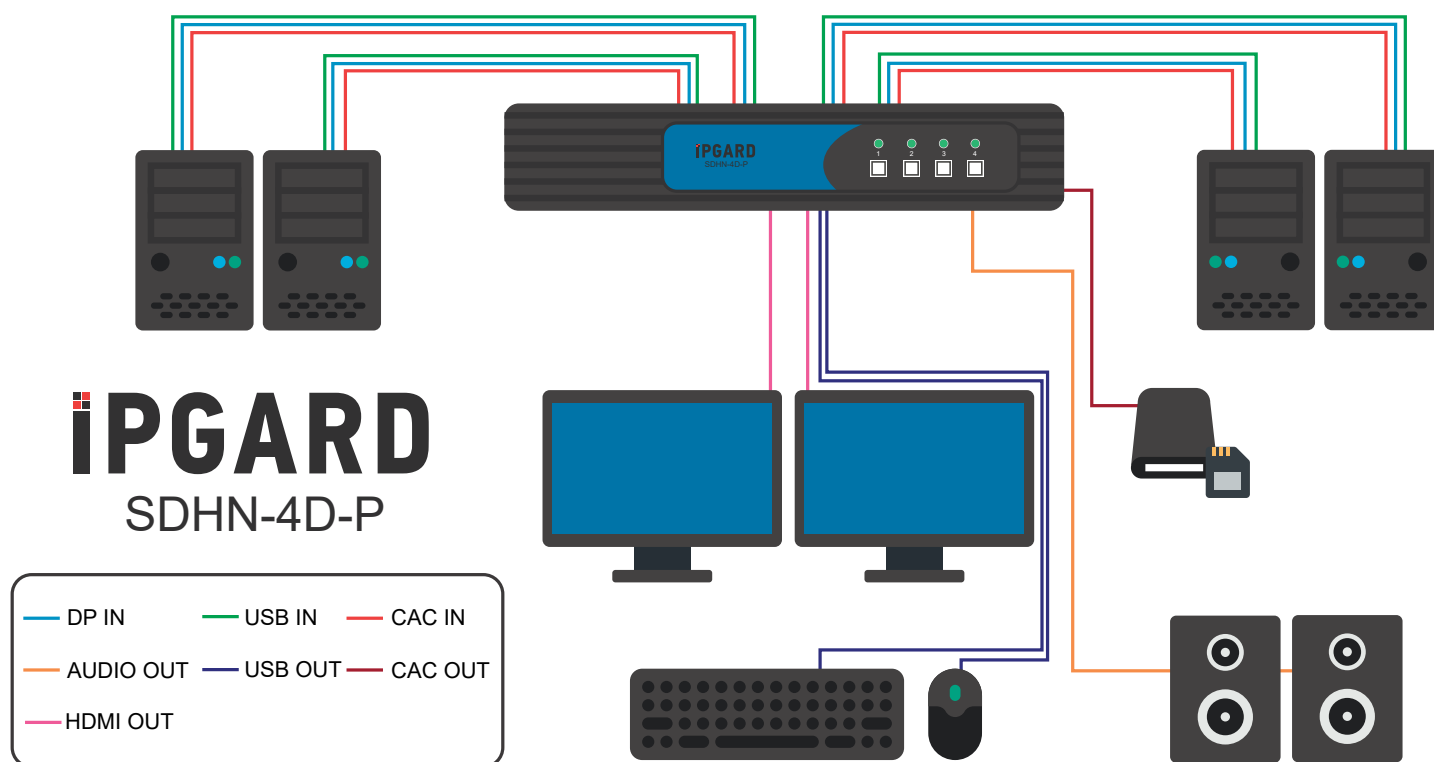 iPGARD
SDHN-4D-P
1 2 3 4
iPGARD
SDHN-4D-P
DP IN USB IN CAC IN
AUDIO OUT USB OUT CAC OUT
HDMI OUT